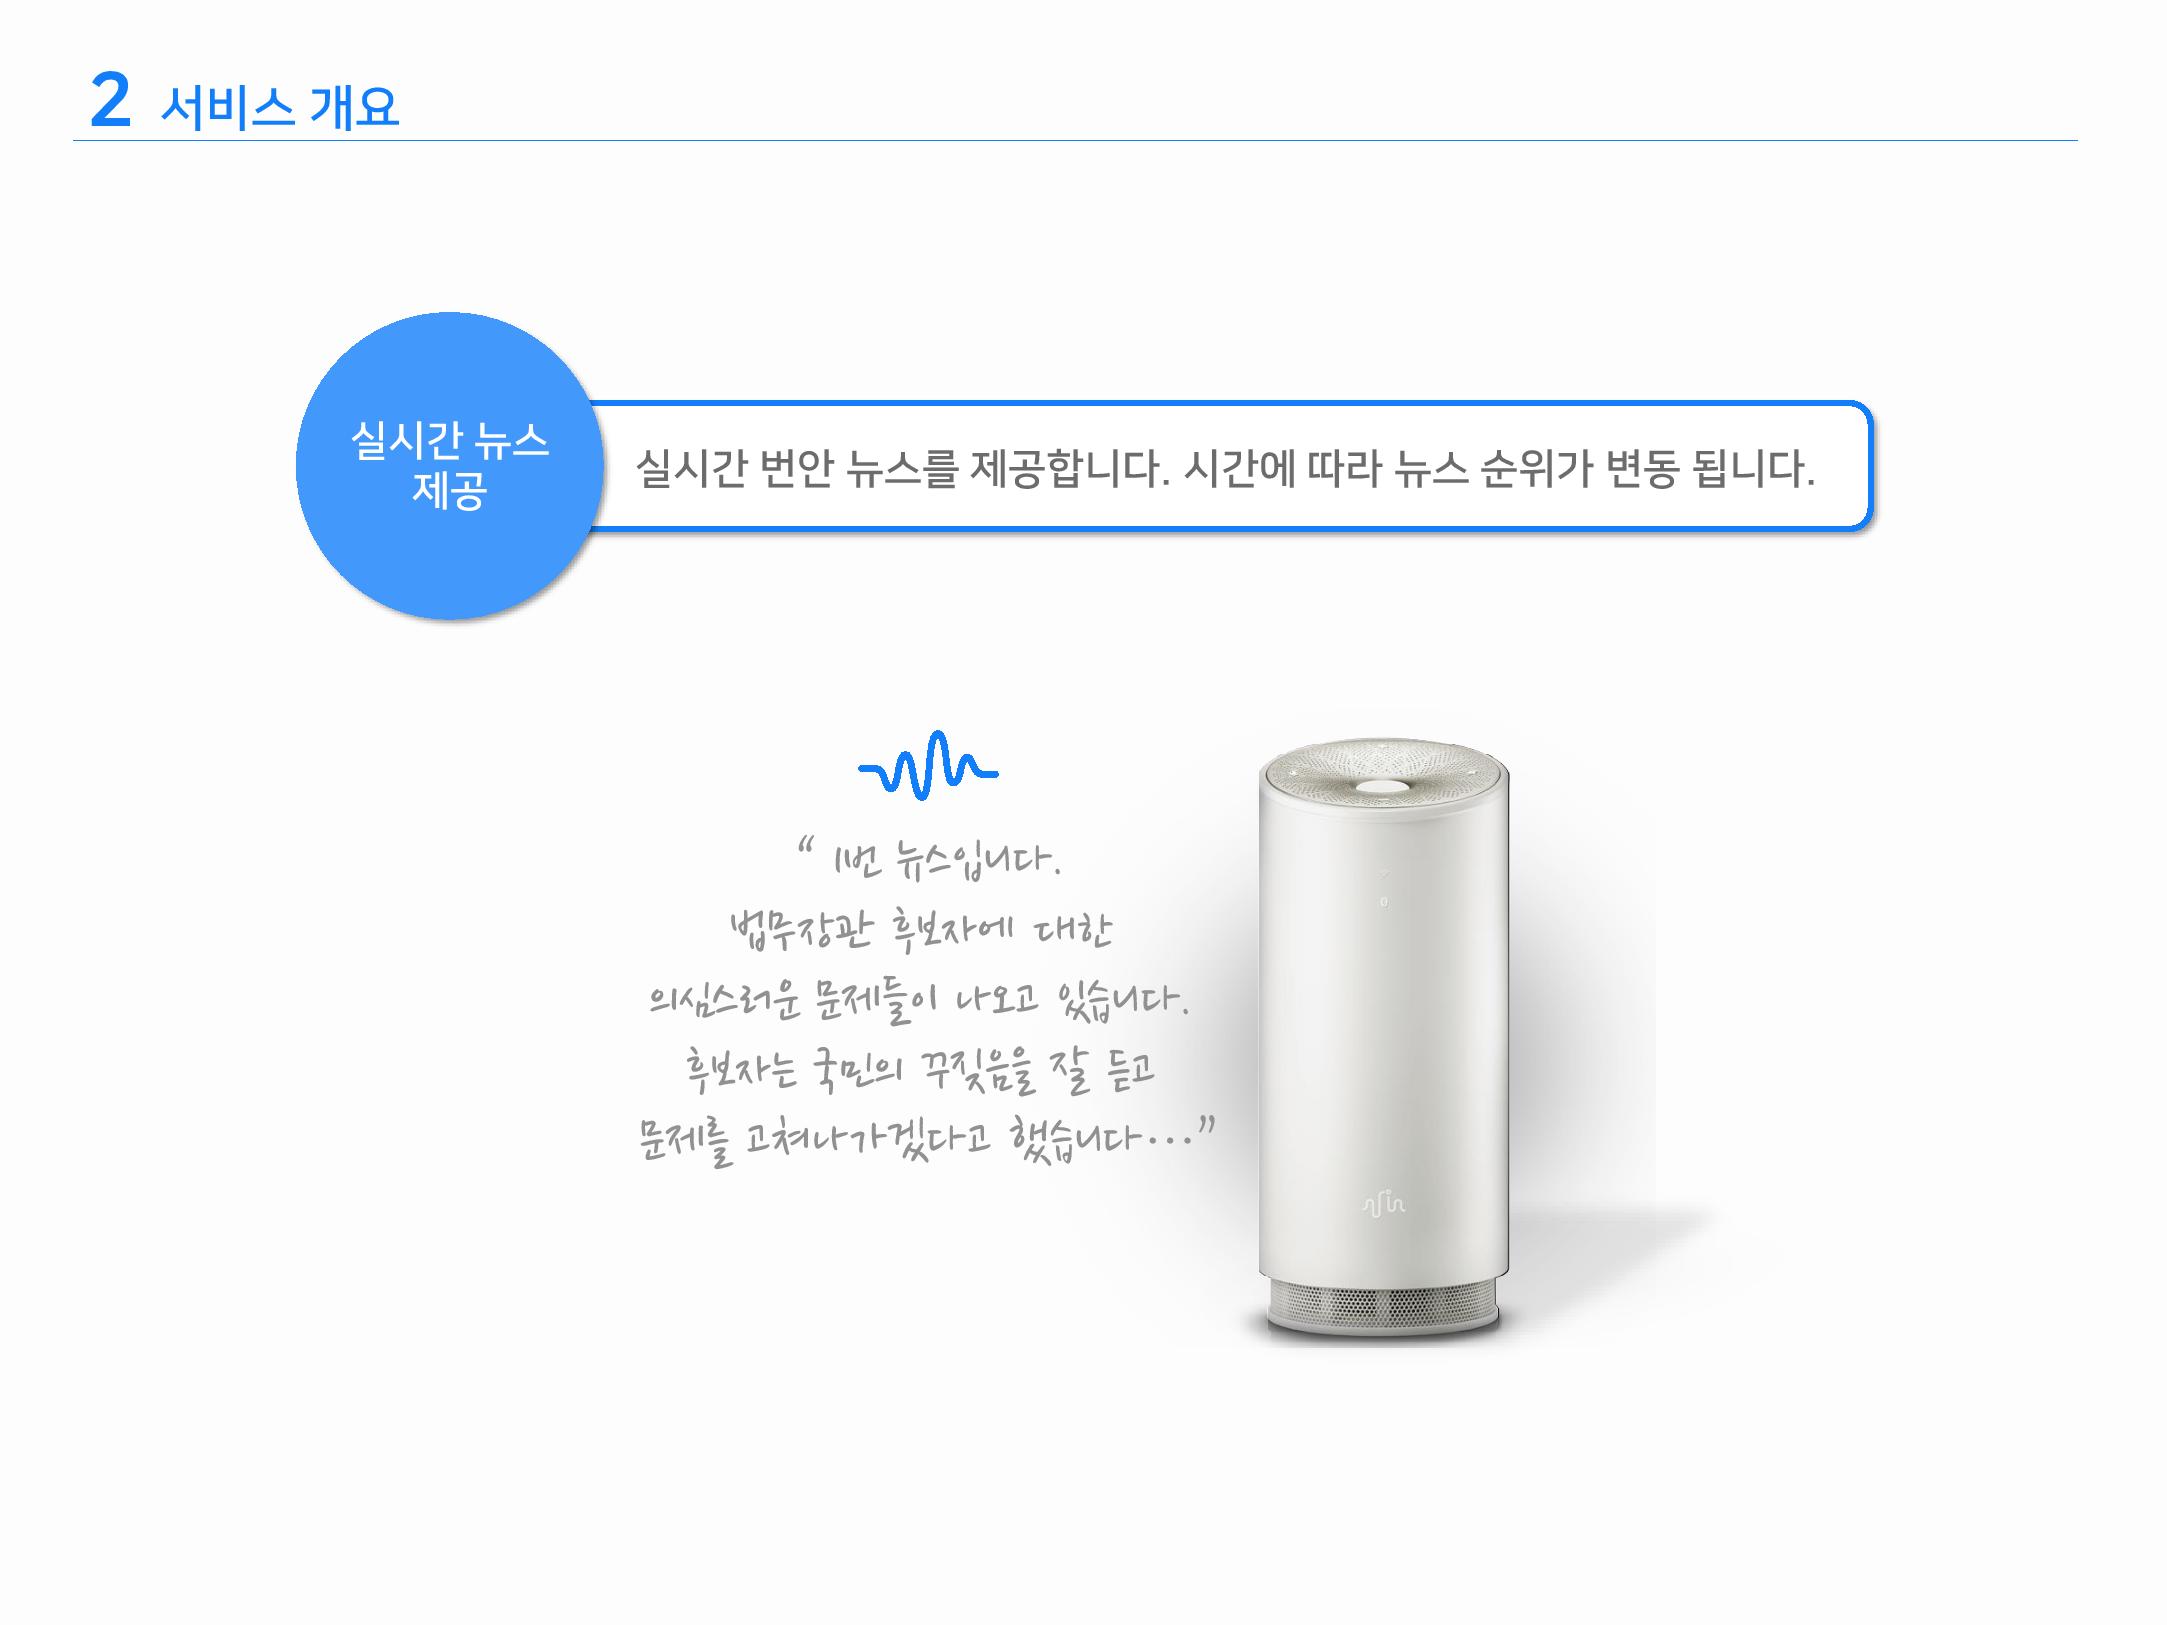 2 서비스 개요
실시간 뉴스
제공
실시간 번안 뉴스를 제공합니다. 시간에 따라 뉴스 순위가 변동 됩니다.
“ 1번 뉴스입니다.
법무장관 후보자에 대한
의심스러운 문제들이 나오고 있습니다.
후보자는 국민의 꾸짖음을 잘 듣고
문제를 고쳐나가겠다고 했습니다...”